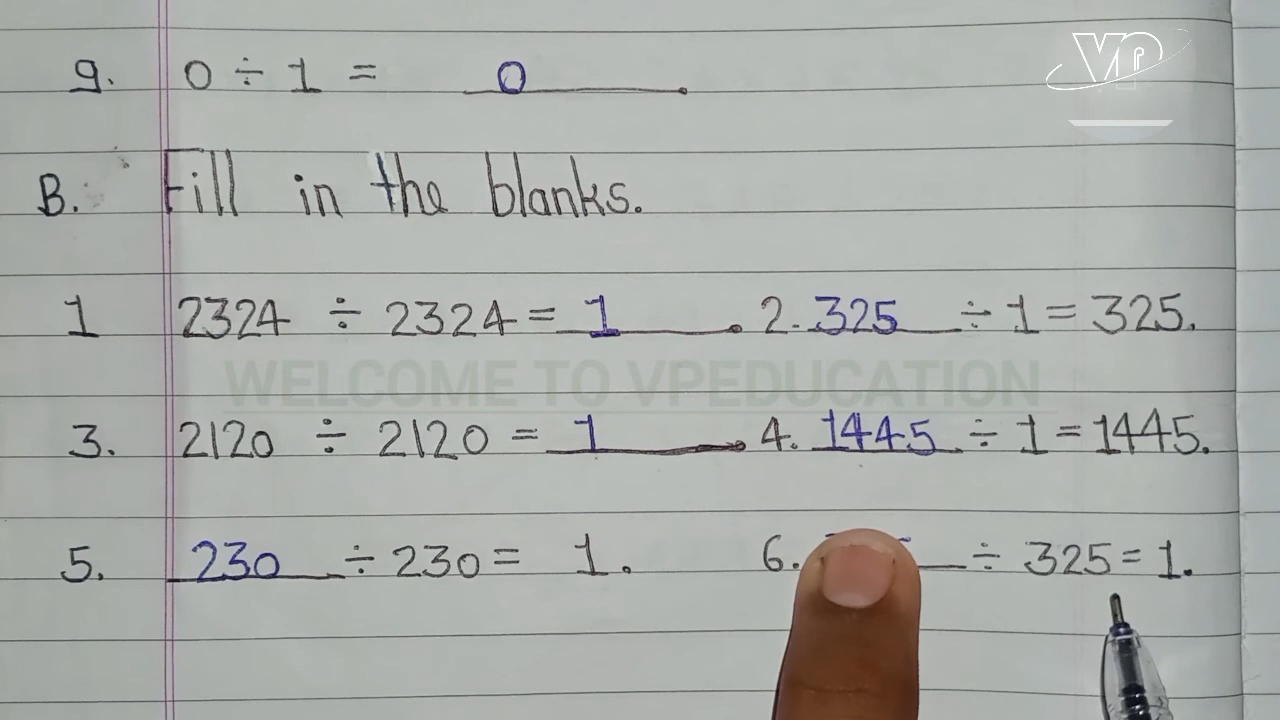 VP
9. 0 ÷ 1 = 0.
B. Fill in the blanks.
1 2324 ÷ 2324 = 1. 2. 325 ÷ 1 = 325.
WELCOME TO VPEDUCATION
3. 2120 ÷ 2120 = 1. 4. 1445 ÷ 1 = 1445.
5. 230 ÷ 230 = 1. 6. ÷ 325 = 1.